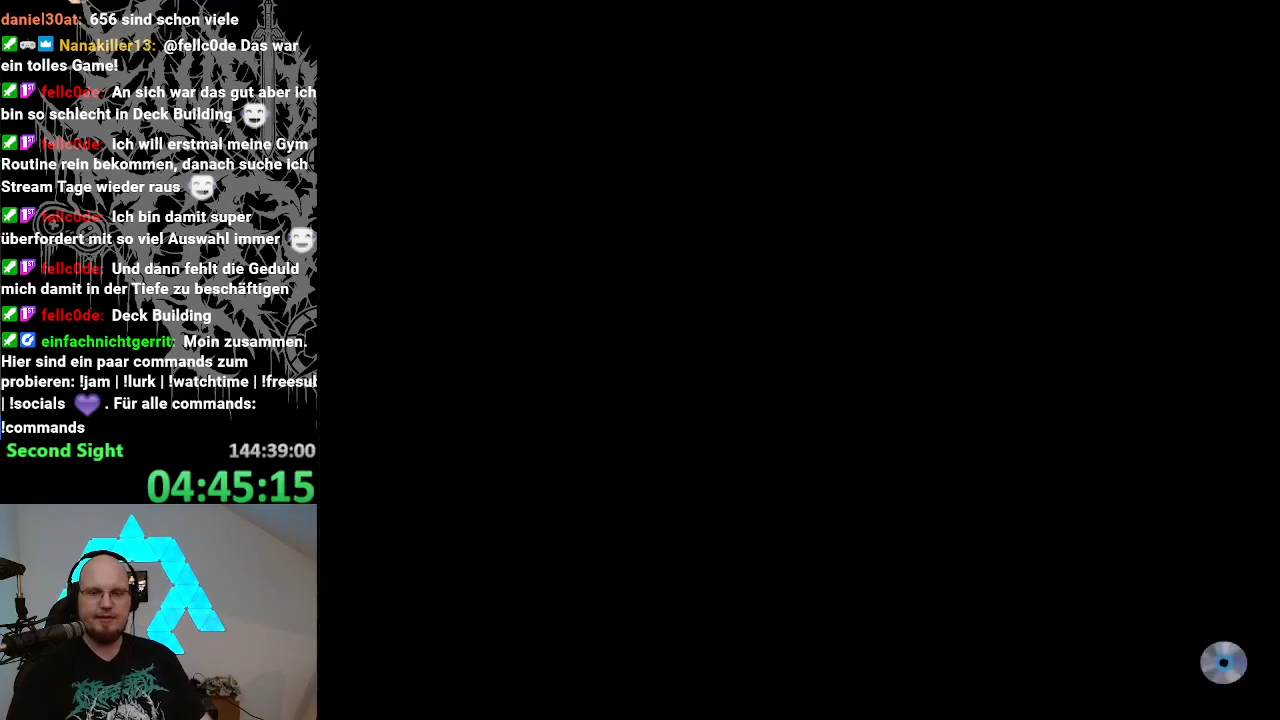 daniel30at: 656 sind schon viele
Nanakiller13: @fellc0de Das war
ein tolles Game!
fellc0de: An sich war das gut aber ich
bin so schlecht in Deck Building
fellc0de: Ich will erstmal meine Gym
Routine rein bekommen, danach suche ich
Stream Tage wieder raus
fellc0de: Ich bin damit super
überfordert mit so viel Auswahl immer
fellc0de: Und dann fehlt die Geduld
mich damit in der Tiefe zu beschäftigen
fellc0de: Deck Building
einfachnichtgerrit: Moin zusammen.
Hier sind ein paar commands zum
probieren: !jam | !lurk | !watchtime | !freesub
| !socials . Für alle commands:
!commands
Second Sight 144:39:00
04:45:15